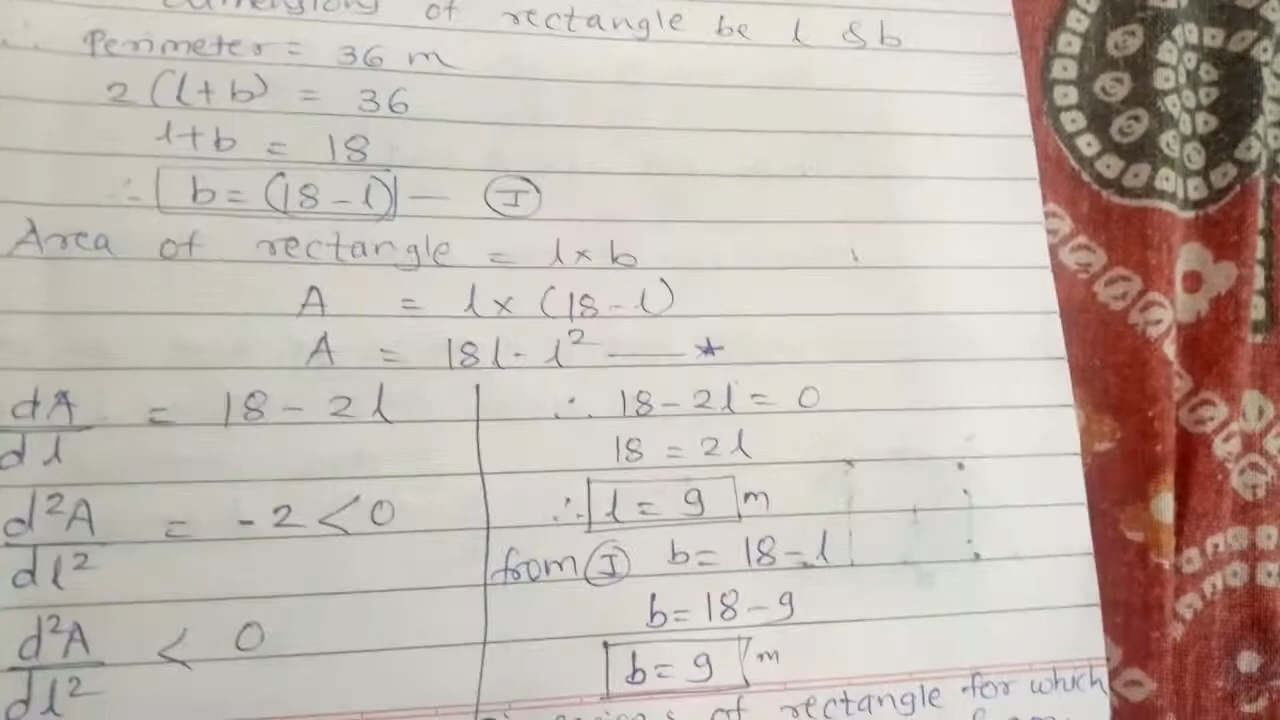 dimensions of rectangle be l & b
∴ Perimeter = 36 m
2 (l+b) = 36
l+b = 18
∴ b = (18 - l) — I
Area of rectangle = l × b
A = l × (18 - l)
A = 18l - l² — *
dA/dl = 18 - 2l
d²A/dl² = -2 < 0
d²A/dl² < 0
∴ 18 - 2l = 0
18 = 2l
∴ l = 9 m
from I b = 18 - l
b = 18 - 9
b = 9 m
of rectangle for which